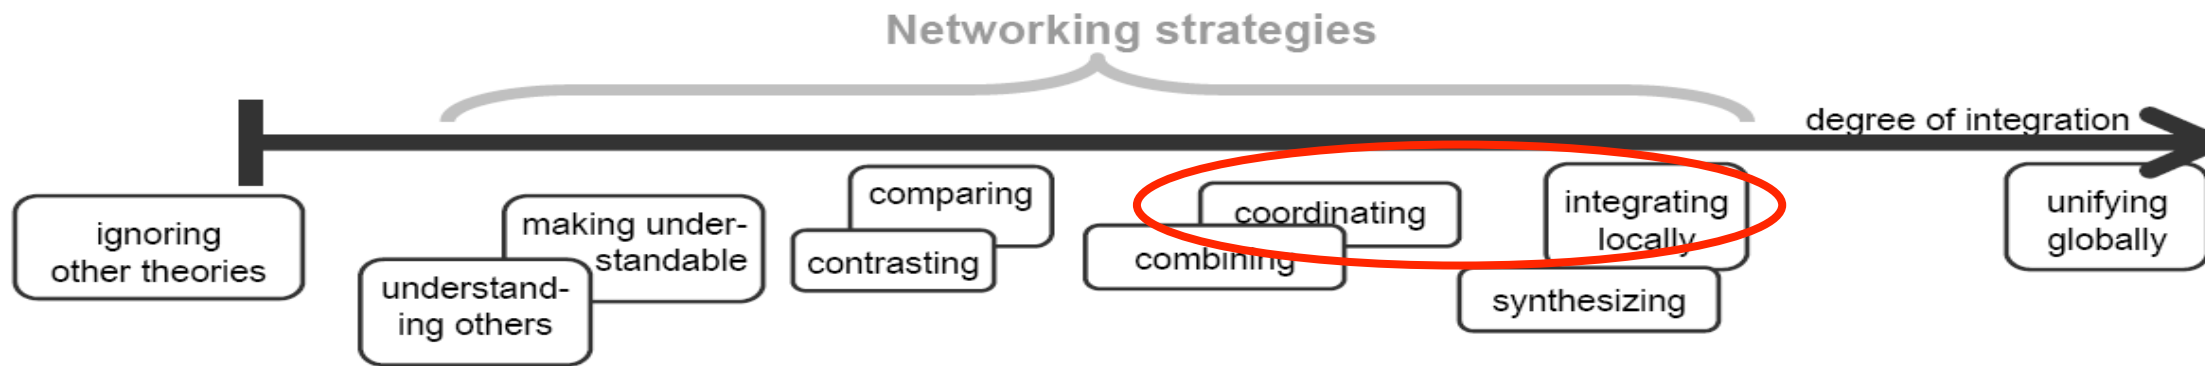 Networking strategies
degree of integration
ignoring
other theories
making under-
standable
understand-
ing others
comparing
contrasting
coordinating
combining
integrating
locally
synthesizing
unifying
globally